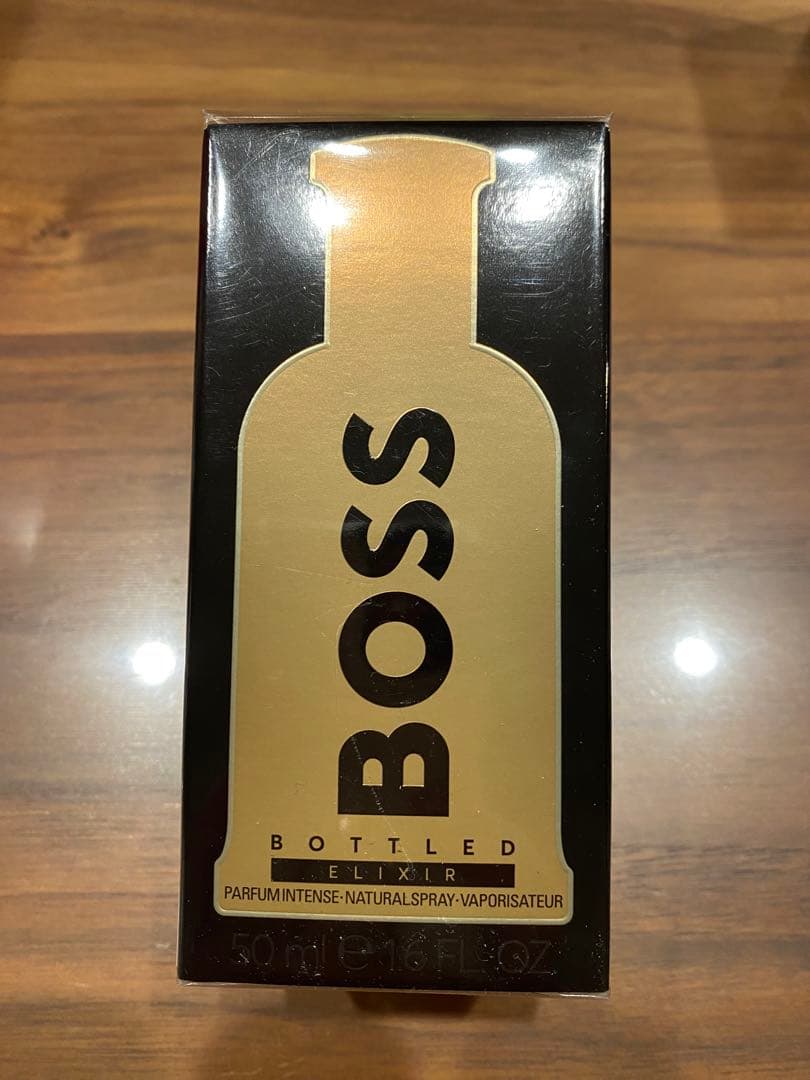 BOSS
BOTTLED
ELIXIR
PARFUM INTENSE·NATURAL SPRAY·VAPORISATEUR
50 ml ℮ 1.6 FL. OZ